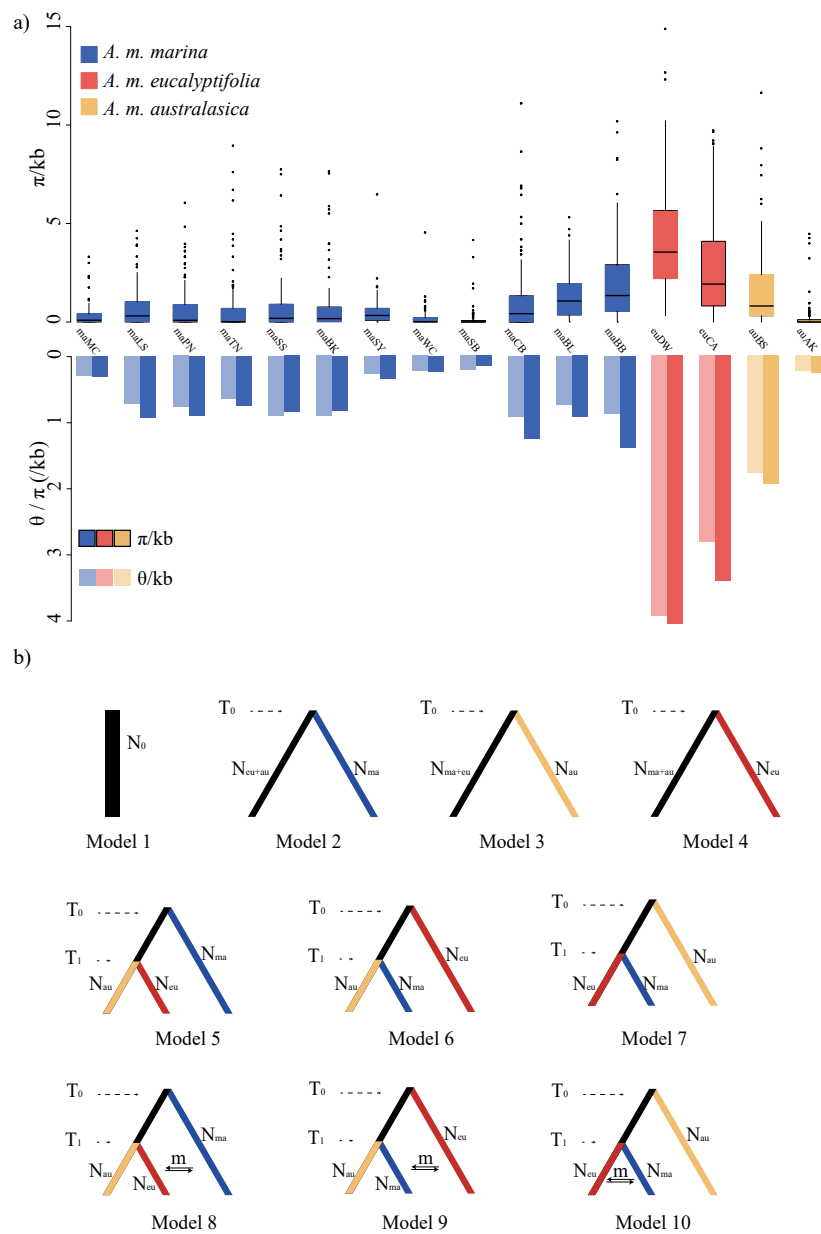 a)
15
10
5
0
π/kb
A. m. marina
A. m. eucalyptifolia
A. m. australasica
maMC maLS maPN maTN maSS maBK maSY maWC maSB maCB maBL maBB euDW euCA auBS auAK
0
1
2
3
4
θ / π (/kb)
π/kb
θ/kb
b)
N0
T0
Neu+au Nma
T0
Nma+eu Nau
T0
Nma+au Neu
Model 1 Model 2 Model 3 Model 4
T0
T1
Nau Neu Nma
T0
T1
Nau Nma Neu
T0
T1
Neu Nma Nau
Model 5 Model 6 Model 7
T0
T1
Nau Neu m Nma
T0
T1
Nau Nma m Neu
T0
T1
Neu m Nma Nau
Model 8 Model 9 Model 10